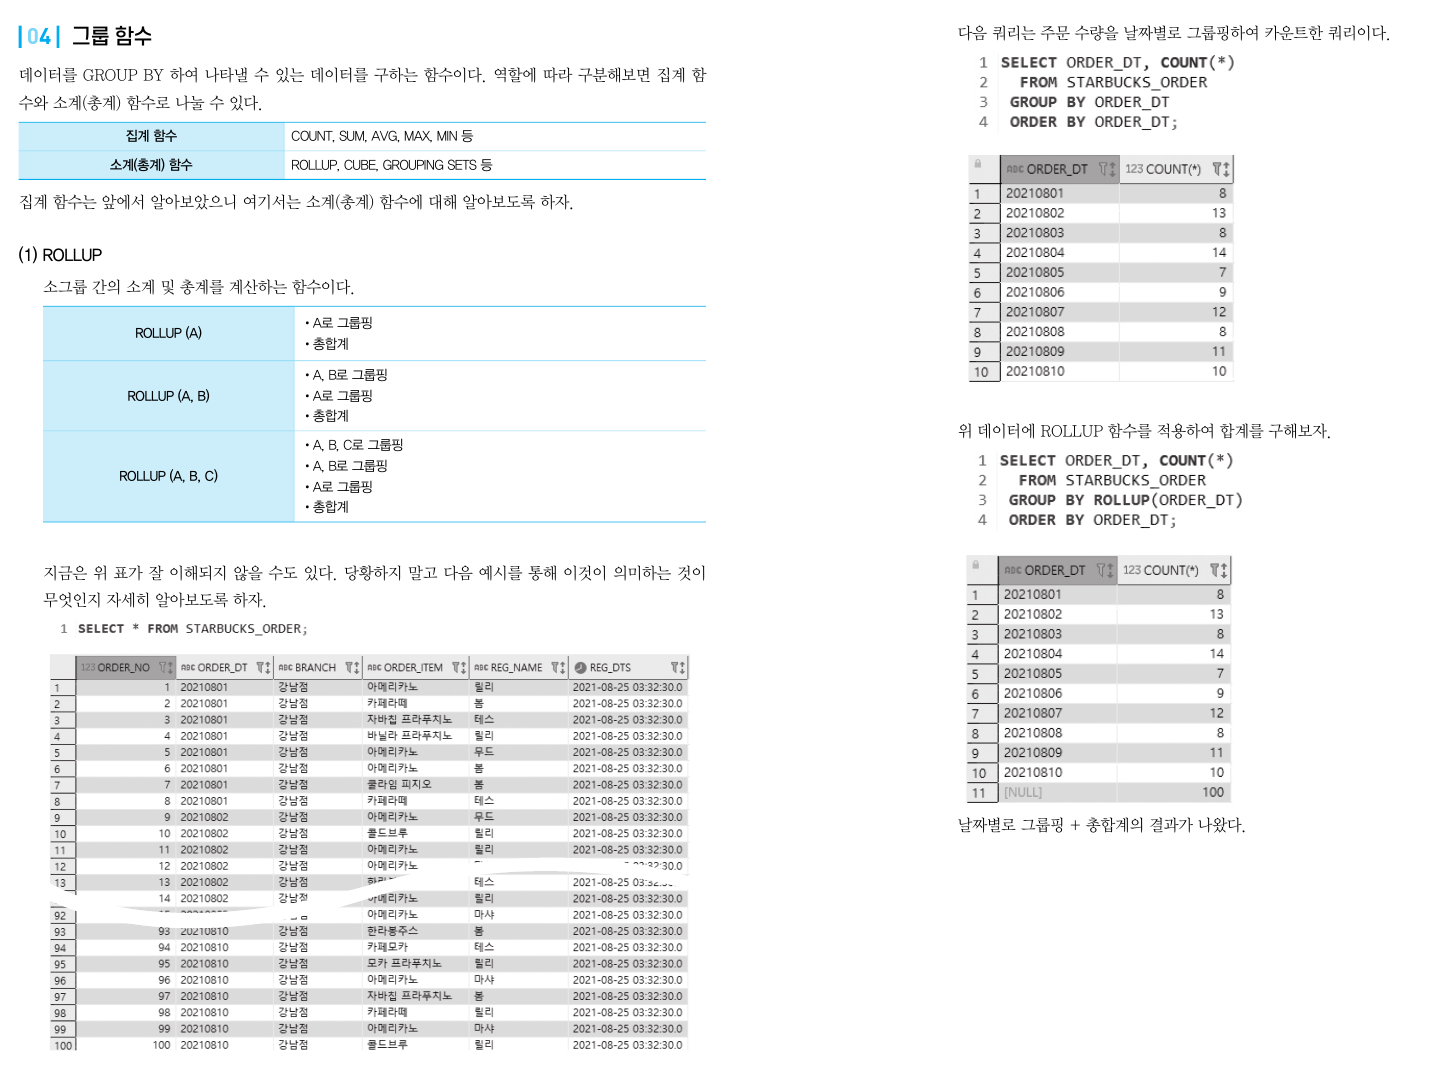 04 그룹 함수
데이터를 GROUP BY 하여 나타낼 수 있는 데이터를 구하는 함수이다. 역할에 따라 구분해보면 집계 함
수와 소계(총계) 함수로 나눌 수 있다.
집계 함수 COUNT, SUM, AVG, MAX, MIN 등
소계(총계) 함수 ROLLUP, CUBE, GROUPING SETS 등
집계 함수는 앞에서 알아보았으니 여기서는 소계(총계) 함수에 대해 알아보도록 하자.
(1) ROLLUP
소그룹 간의 소계 및 총계를 계산하는 함수이다.
ROLLUP (A)
• A로 그룹핑
• 총합계
ROLLUP (A, B)
• A, B로 그룹핑
• A로 그룹핑
• 총합계
ROLLUP (A, B, C)
• A, B, C로 그룹핑
• A, B로 그룹핑
• A로 그룹핑
• 총합계
지금은 위 표가 잘 이해되지 않을 수도 있다. 당황하지 말고 다음 예시를 통해 이것이 의미하는 것이
무엇인지 자세히 알아보도록 하자.
1 SELECT * FROM STARBUCKS_ORDER;
123 ORDER_NO ABC ORDER_DT ABC BRANCH ABC ORDER_ITEM ABC REG_NAME REG_DTS
1 1 20210801 강남점 아메리카노 릴리 2021-08-25 03:32:30.0
2 2 20210801 강남점 카페라떼 봄 2021-08-25 03:32:30.0
3 3 20210801 강남점 자바칩 프라푸치노 테스 2021-08-25 03:32:30.0
4 4 20210801 강남점 바닐라 프라푸치노 릴리 2021-08-25 03:32:30.0
5 5 20210801 강남점 아메리카노 무드 2021-08-25 03:32:30.0
6 6 20210801 강남점 아메리카노 봄 2021-08-25 03:32:30.0
7 7 20210801 강남점 쿨라임 피지오 봄 2021-08-25 03:32:30.0
8 8 20210801 강남점 카페라떼 테스 2021-08-25 03:32:30.0
9 9 20210802 강남점 아메리카노 무드 2021-08-25 03:32:30.0
10 10 20210802 강남점 콜드브루 릴리 2021-08-25 03:32:30.0
11 11 20210802 강남점 아메리카노 릴리 2021-08-25 03:32:30.0
12 12 20210802 강남점 아메리카노
13 13 20210802 강남점 테스
14 20210802 강남점 아메리카노 릴리 2021-08-25 03:32:30.0
92 아메리카노 마샤 2021-08-25 03:32:30.0
93 93 20210810 강남점 한라봉주스 봄 2021-08-25 03:32:30.0
94 94 20210810 강남점 카페모카 테스 2021-08-25 03:32:30.0
95 95 20210810 강남점 모카 프라푸치노 릴리 2021-08-25 03:32:30.0
96 96 20210810 강남점 아메리카노 마샤 2021-08-25 03:32:30.0
97 97 20210810 강남점 자바칩 프라푸치노 봄 2021-08-25 03:32:30.0
98 98 20210810 강남점 카페라떼 릴리 2021-08-25 03:32:30.0
99 99 20210810 강남점 아메리카노 마샤 2021-08-25 03:32:30.0
100 100 20210810 강남점 콜드브루 릴리 2021-08-25 03:32:30.0
다음 쿼리는 주문 수량을 날짜별로 그룹핑하여 카운트한 쿼리이다.
1 SELECT ORDER_DT, COUNT(*)
2 FROM STARBUCKS_ORDER
3 GROUP BY ORDER_DT
4 ORDER BY ORDER_DT;
ABC ORDER_DT 123 COUNT(*)
1 20210801 8
2 20210802 13
3 20210803 8
4 20210804 14
5 20210805 7
6 20210806 9
7 20210807 12
8 20210808 8
9 20210809 11
10 20210810 10
위 데이터에 ROLLUP 함수를 적용하여 합계를 구해보자.
1 SELECT ORDER_DT, COUNT(*)
2 FROM STARBUCKS_ORDER
3 GROUP BY ROLLUP(ORDER_DT)
4 ORDER BY ORDER_DT;
ABC ORDER_DT 123 COUNT(*)
1 20210801 8
2 20210802 13
3 20210803 8
4 20210804 14
5 20210805 7
6 20210806 9
7 20210807 12
8 20210808 8
9 20210809 11
10 20210810 10
11 [NULL] 100
날짜별로 그룹핑 + 총합계의 결과가 나왔다.